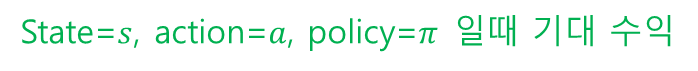 State=𝑠, action=𝑎, policy=𝜋 일때 기대 수익